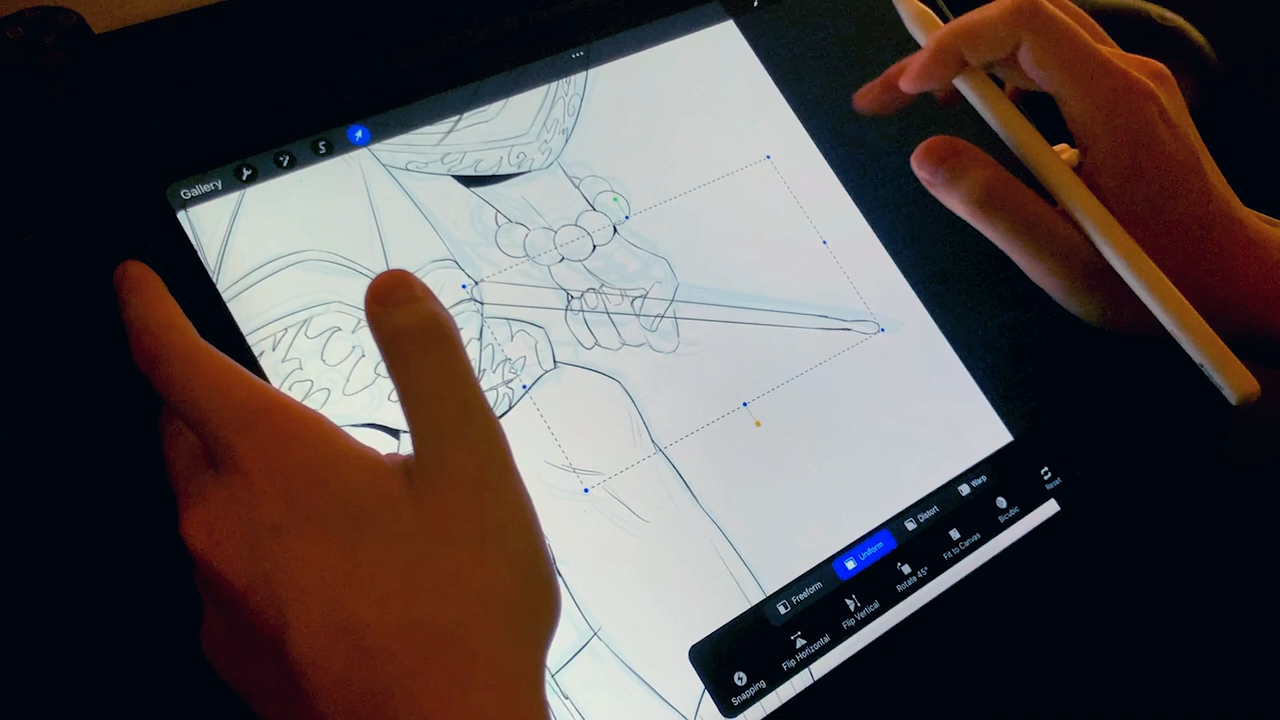 Gallery
Freeform
Uniform
Distort
Warp
Snapping
Flip Horizontal
Flip Vertical
Rotate 45°
Fit to Canvas
Bicubic
Reset